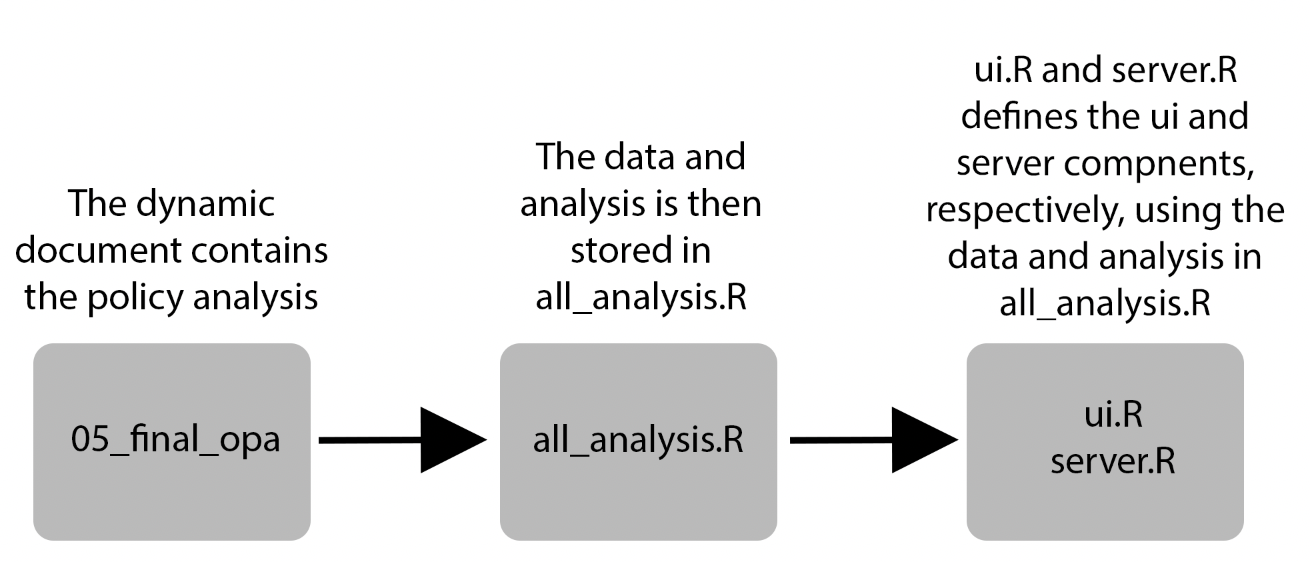 The dynamic
document contains
the policy analysis
05_final_opa
The data and
analysis is then
stored in
all_analysis.R
all_analysis.R
ui.R and server.R
defines the ui and
server compnents,
respectively, using the
data and analysis in
all_analysis.R
ui.R
server.R